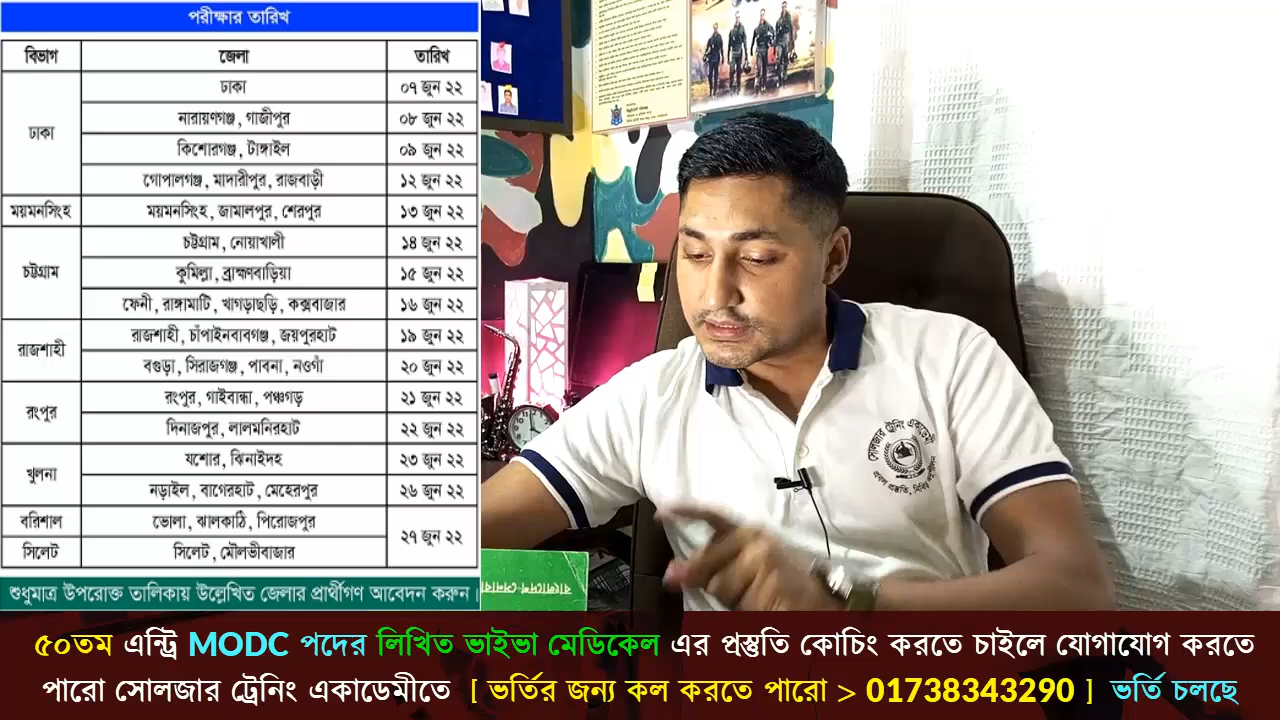 পরীক্ষার তারিখ
বিভাগ জেলা তারিখ
ঢাকা ঢাকা ০৭ জুন ২২
নারায়ণগঞ্জ, গাজীপুর ০৮ জুন ২২
কিশোরগঞ্জ, টাঙ্গাইল ০৯ জুন ২২
গোপালগঞ্জ, মাদারীপুর, রাজবাড়ী ১২ জুন ২২
ময়মনসিংহ ময়মনসিংহ, জামালপুর, শেরপুর ১৩ জুন ২২
চট্টগ্রাম চট্টগ্রাম, নোয়াখালী ১৪ জুন ২২
কুমিল্লা, ব্রাহ্মণবাড়িয়া ১৫ জুন ২২
ফেনী, রাঙ্গামাটি, খাগড়াছড়ি, কক্সবাজার ১৬ জুন ২২
রাজশাহী রাজশাহী, চাঁপাইনবাবগঞ্জ, জয়পুরহাট ১৯ জুন ২২
বগুড়া, সিরাজগঞ্জ, পাবনা, নওগাঁ ২০ জুন ২২
রংপুর রংপুর, গাইবান্ধা, পঞ্চগড় ২১ জুন ২২
দিনাজপুর, লালমনিরহাট ২২ জুন ২২
খুলনা যশোর, ঝিনাইদহ ২৩ জুন ২২
নড়াইল, বাগেরহাট, মেহেরপুর ২৬ জুন ২২
বরিশাল ভোলা, ঝালকাঠি, পিরোজপুর ২৭ জুন ২২
সিলেট সিলেট, মৌলভীবাজার
শুধুমাত্র উপরোক্ত তালিকায় উল্লেখিত জেলার প্রার্থীগণ আবেদন করুন।
সোলজার ট্রেনিং একাডেমী
৫০তম এন্ট্রি MODC পদের লিখিত ভাইভা মেডিকেল এর প্রস্তুতি কোচিং করতে চাইলে যোগাযোগ করতে
পারো সোলজার ট্রেনিং একাডেমীতে [ ভর্তির জন্য কল করতে পারো > 01738343290 ] ভর্তি চলছে